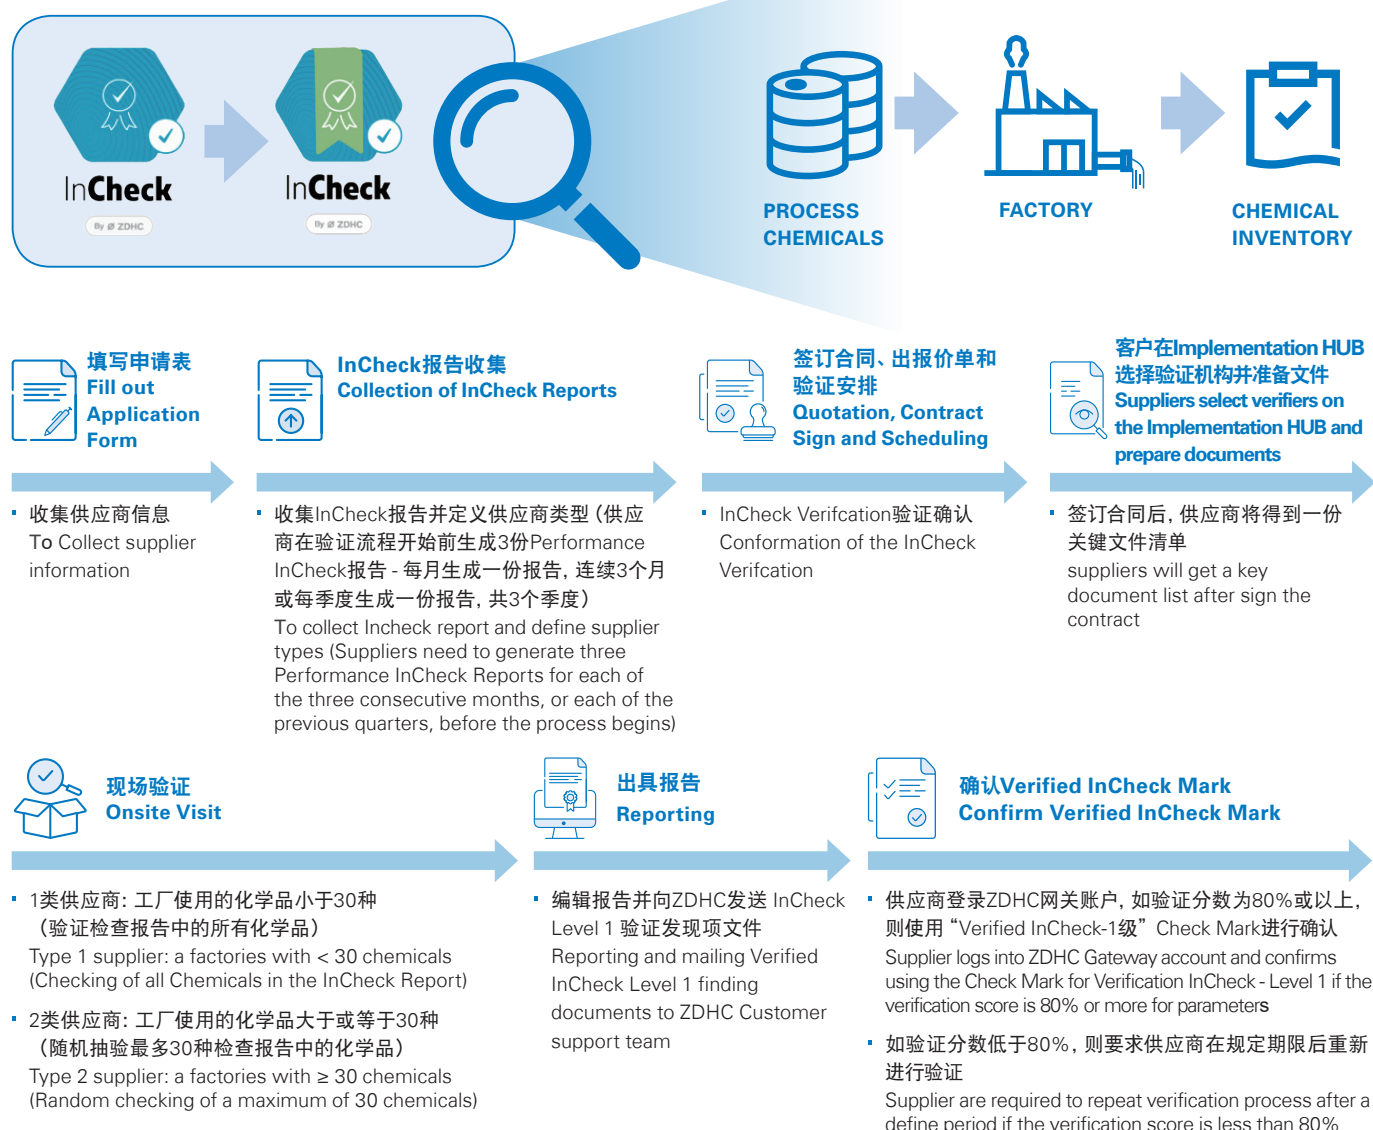 InCheck
By ZDHC
InCheck
By ZDHC
PROCESS
CHEMICALS
FACTORY
CHEMICAL
INVENTORY
填写申请表
Fill out
Application
Form
收集供应商信息
To Collect supplier
information
InCheck报告收集
Collection of InCheck Reports
收集InCheck报告并定义供应商类型（供应
商在验证流程开始前生成3份Performance
InCheck报告 - 每月生成一份报告, 连续3个月
或每季度生成一份报告, 共3个季度）
To collect Incheck report and define supplier
types (Suppliers need to generate three
Performance InCheck Reports for each of
the three consecutive months, or each of the
previous quarters, before the process begins)
签订合同、出报价单和
验证安排
Quotation, Contract
Sign and Scheduling
InCheck Verifcation验证确认
Conformation of the InCheck
Verifcation
客户在Implementation HUB
选择验证机构并准备文件
Suppliers select verifiers on
the Implementation HUB and
prepare documents
签订合同后, 供应商将得到一份
关键文件清单
suppliers will get a key
document list after sign the
contract
现场验证
Onsite Visit
1类供应商: 工厂使用的化学品小于30种
（验证检查报告中的所有化学品）
Type 1 supplier: a factories with < 30 chemicals
(Checking of all Chemicals in the InCheck Report)
2类供应商: 工厂使用的化学品大于或等于30种
（随机抽验最多30种检查报告中的化学品）
Type 2 supplier: a factories with ≥ 30 chemicals
(Random checking of a maximum of 30 chemicals)
出具报告
Reporting
编辑报告并向ZDHC发送 InCheck
Level 1 验证发现项文件
Reporting and mailing Verified
InCheck Level 1 finding
documents to ZDHC Customer
support team
确认Verified InCheck Mark
Confirm Verified InCheck Mark
供应商登录ZDHC网关账户, 如验证分数为80%或以上,
则使用“Verified InCheck-1级”Check Mark进行确认
Supplier logs into ZDHC Gateway account and confirms
using the Check Mark for Verification InCheck - Level 1 if the
verification score is 80% or more for parameters
如验证分数低于80%, 则要求供应商在规定期限后重新
进行验证
Supplier are required to repeat verification process after a
define period if the verification score is less than 80%